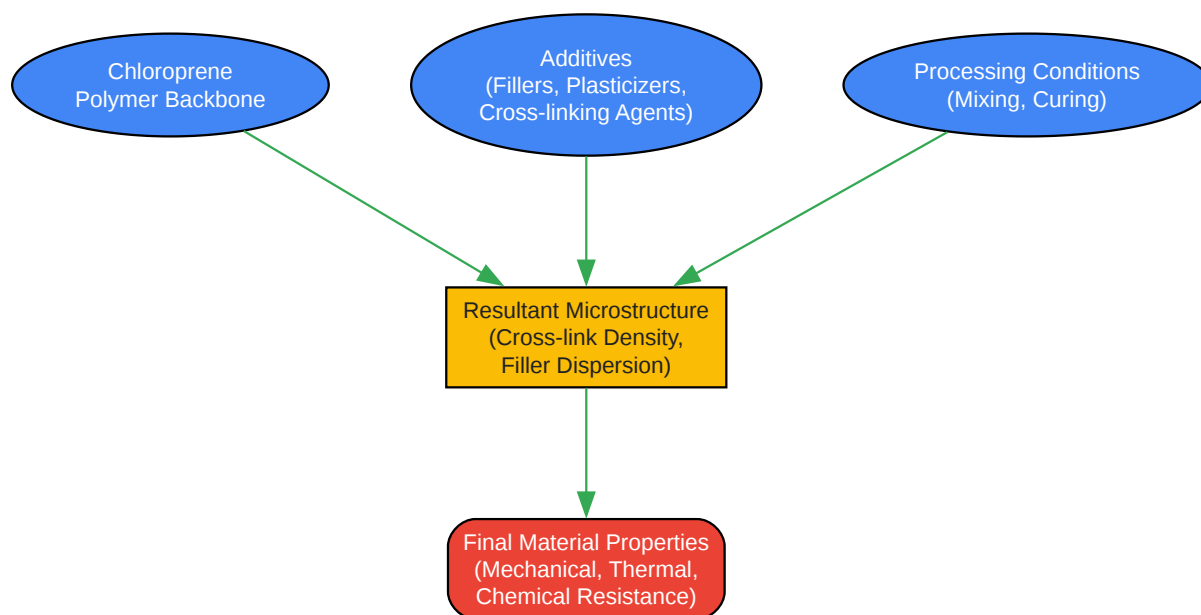 Chloroprene
Polymer Backbone
Additives
(Fillers, Plasticizers,
Cross-linking Agents)
Processing Conditions
(Mixing, Curing)
Resultant Microstructure
(Cross-link Density,
Filler Dispersion)
Final Material Properties
(Mechanical, Thermal,
Chemical Resistance)